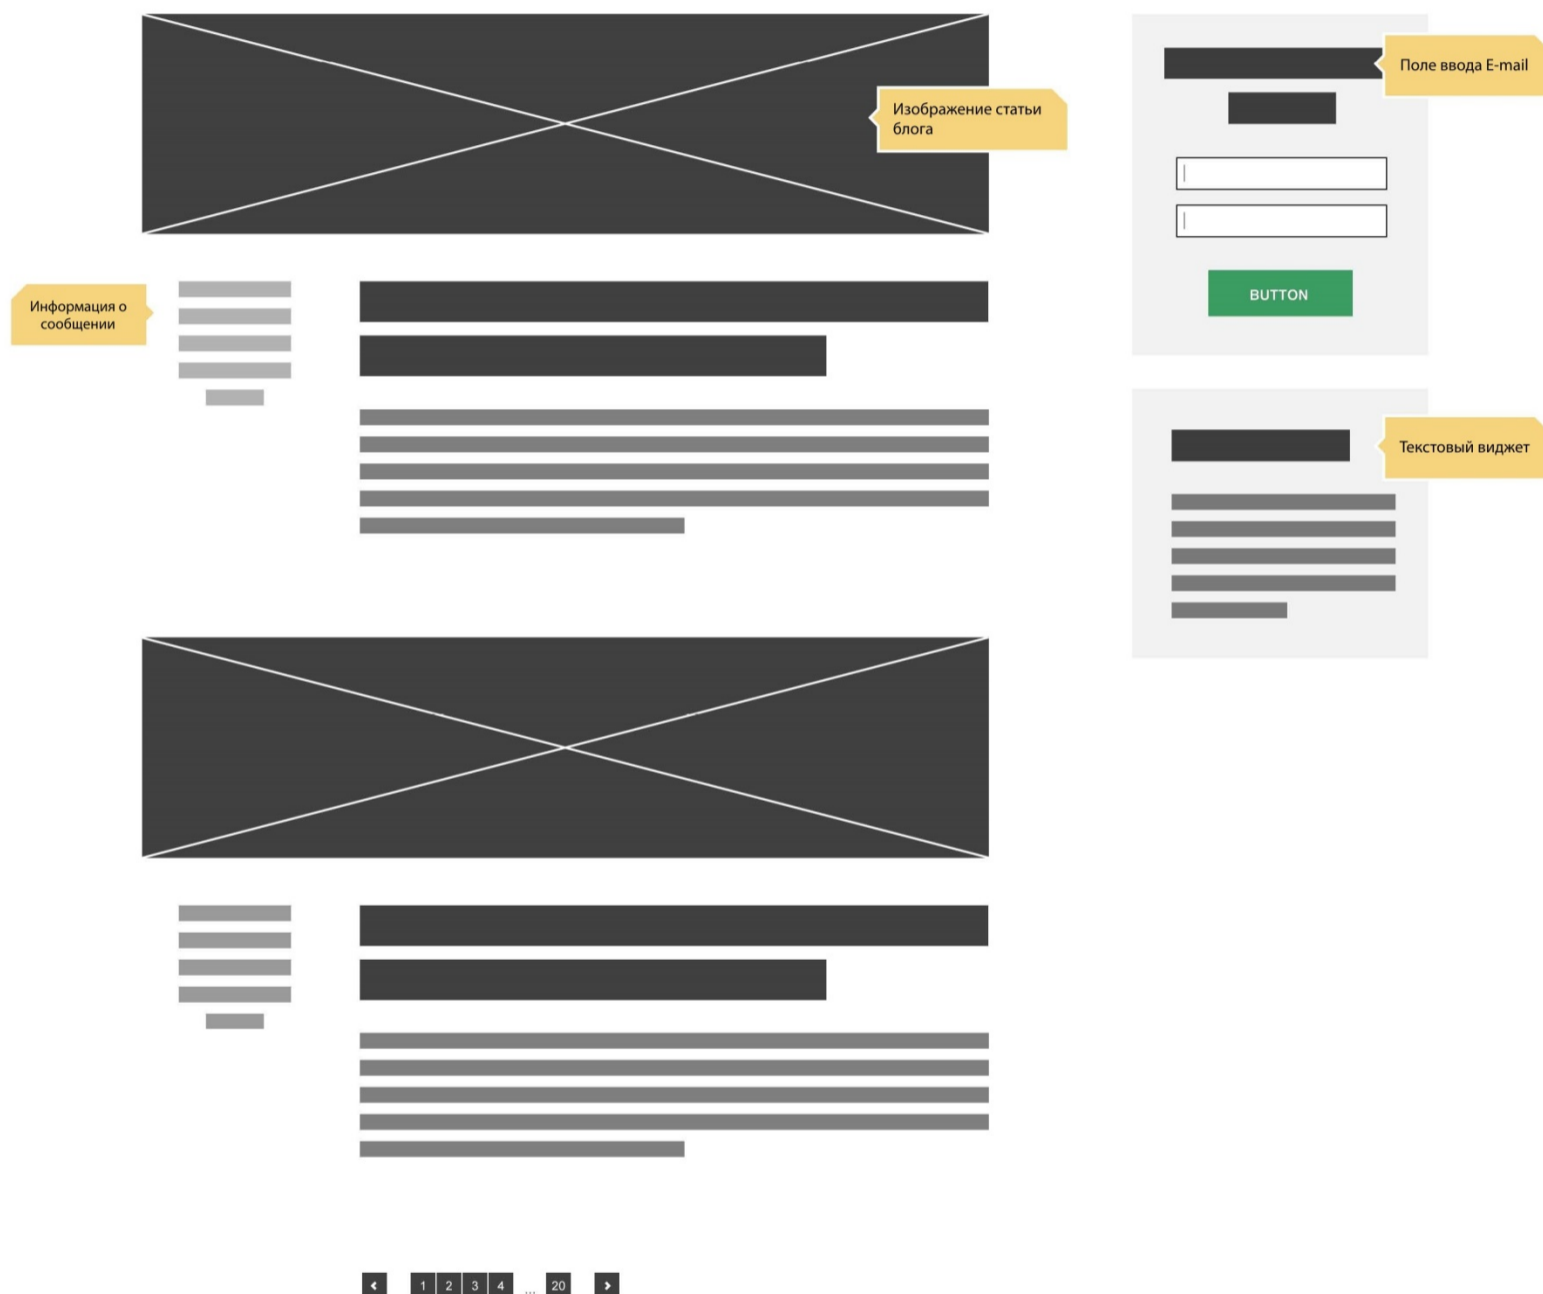 Изображение статьи
блога
Поле ввода E-mail
BUTTON
Информация о
сообщении
Текстовый виджет
1 2 3 4 ... 20